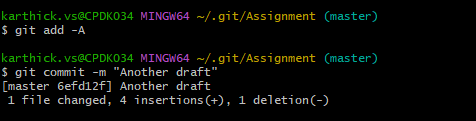 karthick.vs@CPDK034 MINGW64 ~/.git/Assignment (master)
$ git add -A
karthick.vs@CPDK034 MINGW64 ~/.git/Assignment (master)
$ git commit -m "Another draft"
[master 6efd12f] Another draft
1 file changed, 4 insertions(+), 1 deletion(-)